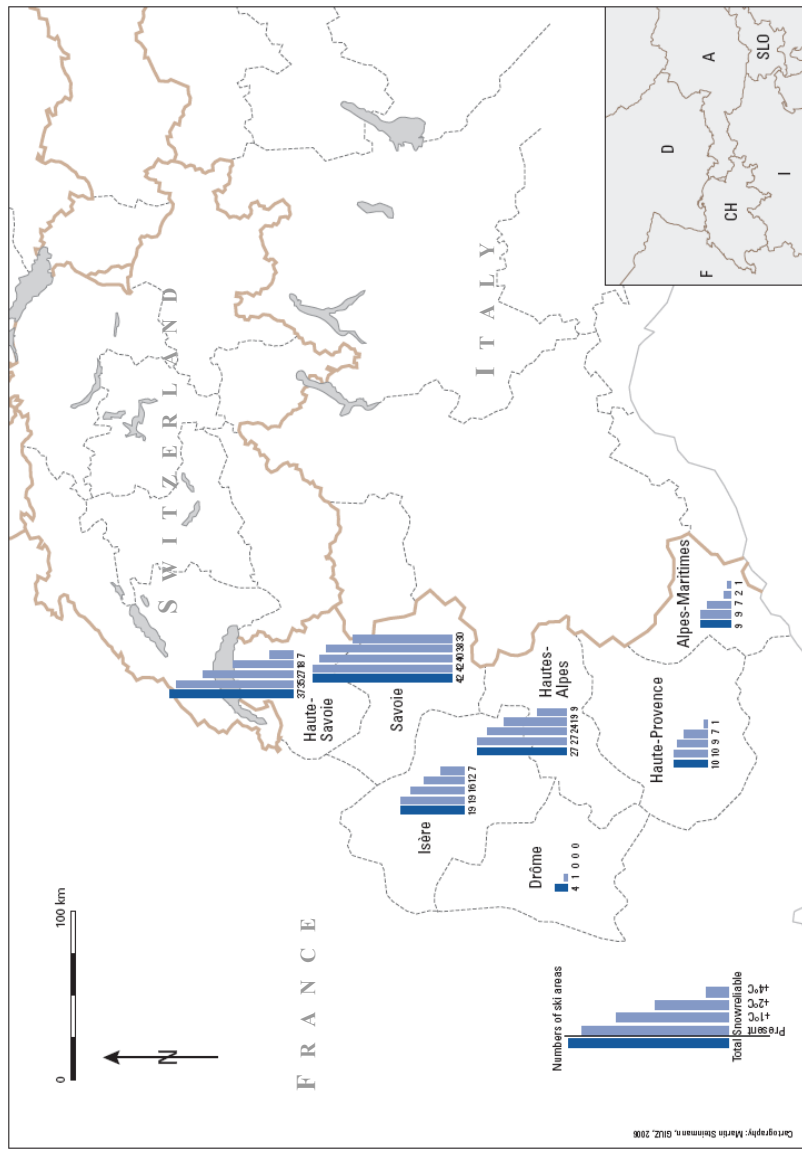 0
100 km
N
FRANCE
SWITZERLAND
ITALY
Haute-
Savoie
37 35 27 18 7
Savoie
42 42 40 38 30
Isère
19 19 16 12 7
Hautes-
Alpes
27 27 24 19 9
Drôme
4 1 0 0 0
Haute-Provence
10 10 9 7 1
Alpes-Maritimes
9 9 7 2 1
Numbers of ski areas
Total Snowreliable
Present
+1°C
+2°C
+4°C
F
D
CH
A
I
SLO
Cartography: Martin Steinmann, GIUZ, 2006